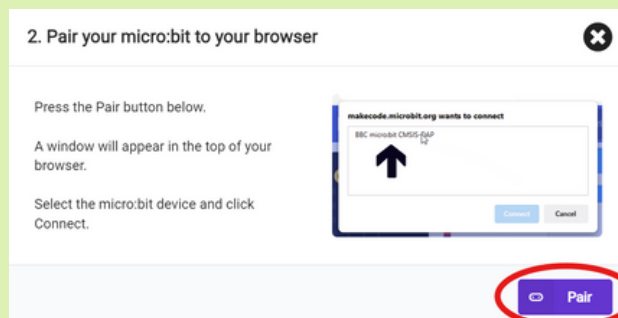 2. Pair your micro:bit to your browser
Press the Pair button below.
A window will appear in the top of your
browser.
Select the micro:bit device and click
Connect.
makecode.microbit.org wants to connect
BBC micro:bit CMSIS-DAP
Connect
Cancel
Pair